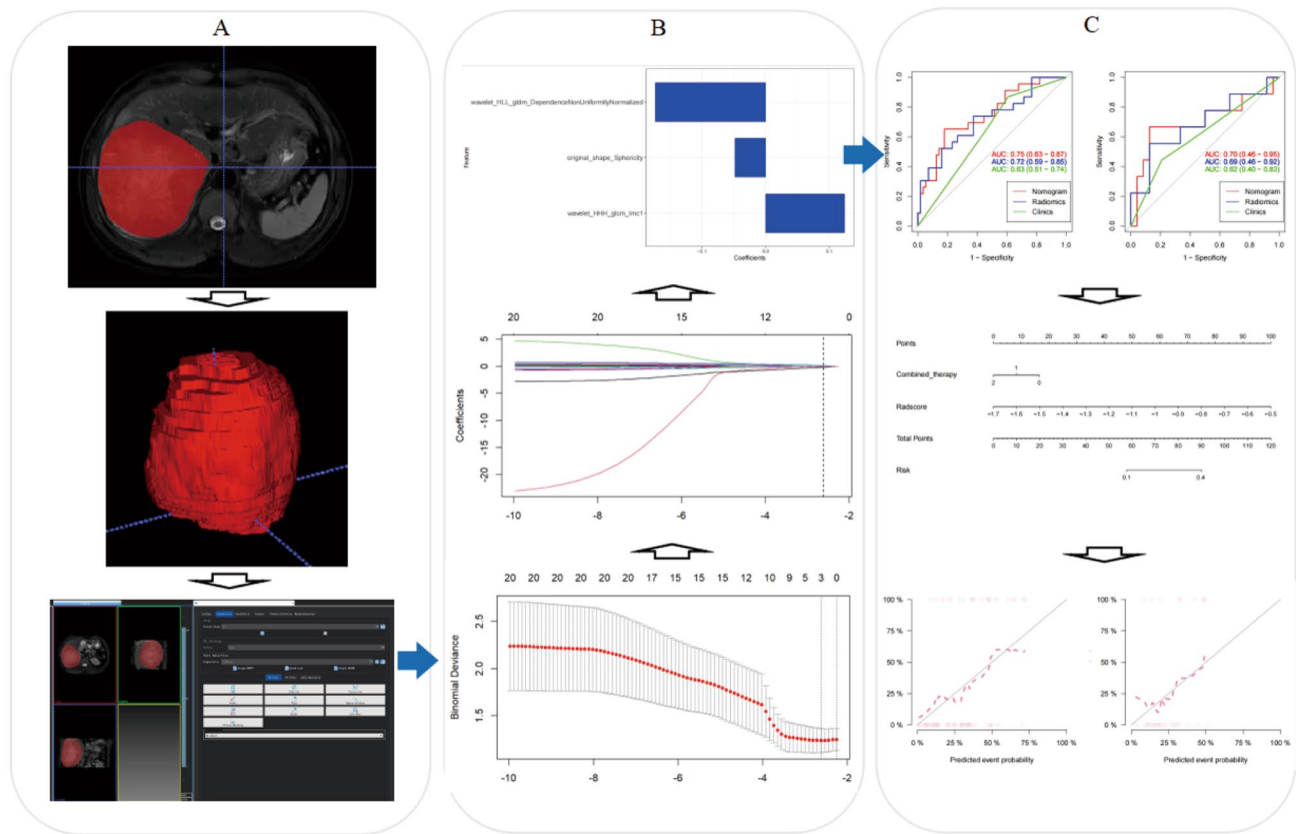 A
B
wavelet_HLL_gldm_DependenceNonUniformityNormalized
original_shape_Sphericity
wavelet_HHH_glcm_Imc1
Feature
−0.1 0.0 0.1
Coefficients
20 20 15 12 0
5
0
-5
-10
-15
-20
Coefficients
-10 -8 -6 -4 -2
20 20 20 20 20 20 17 15 15 15 12 10 9 5 3 0
2.5
2.0
1.5
Binomial Deviance
-10 -8 -6 -4 -2
C
1.0
0.8
0.6
0.4
0.2
0.0
Sensitivity
AUC: 0.75 (0.63 − 0.87)
AUC: 0.72 (0.59 − 0.85)
AUC: 0.63 (0.51 − 0.74)
Nomogram
Radiomics
Clinics
0.0 0.2 0.4 0.6 0.8 1.0
1 − Specificity
1.0
0.8
0.6
0.4
0.2
0.0
Sensitivity
AUC: 0.70 (0.46 − 0.95)
AUC: 0.69 (0.46 − 0.92)
AUC: 0.62 (0.40 − 0.83)
Nomogram
Radiomics
Clinics
0.0 0.2 0.4 0.6 0.8 1.0
1 − Specificity
Points
0 10 20 30 40 50 60 70 80 90 100
Combined_therapy
1
2 0
Radscore
−1.7 −1.6 −1.5 −1.4 −1.3 −1.2 −1.1 −1 −0.9 −0.8 −0.7 −0.6 −0.5
Total Points
0 10 20 30 40 50 60 70 80 90 100 110 120
Risk
0.1 0.4
100 %
75 %
50 %
25 %
0 %
0 % 25 % 50 % 75 % 100 %
Predicted event probability
100 %
75 %
50 %
25 %
0 %
0 % 25 % 50 % 75 % 100 %
Predicted event probability